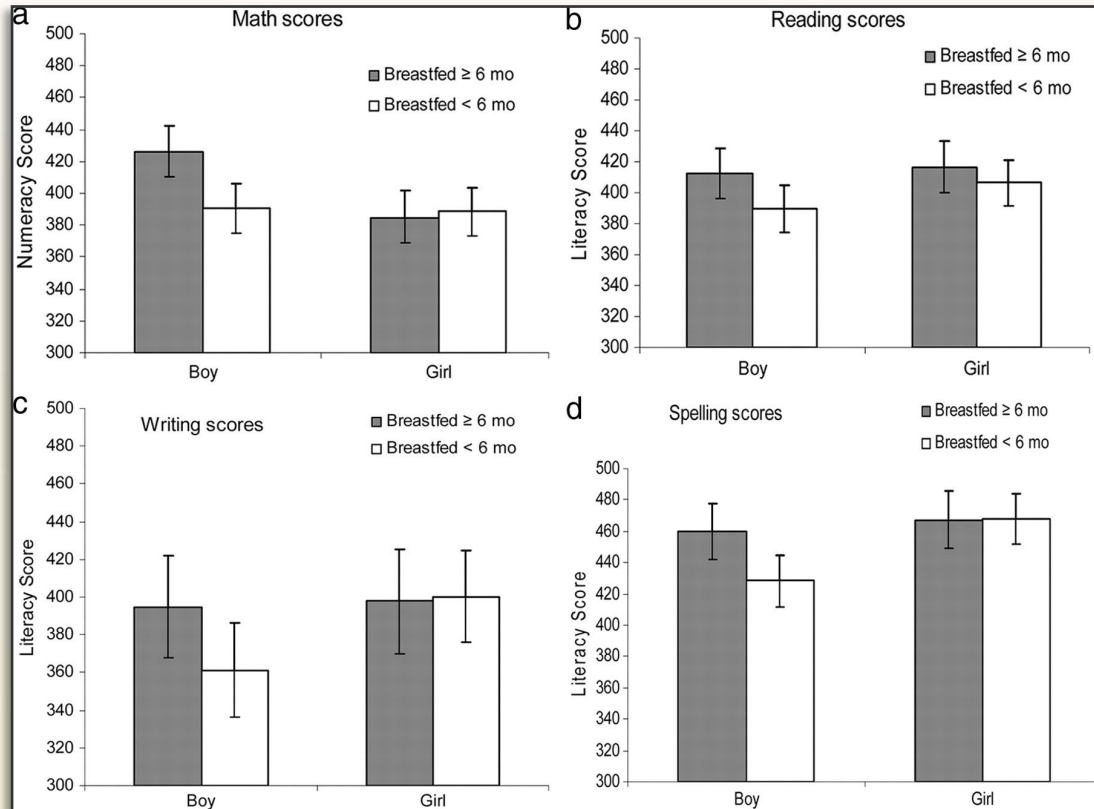 a
Math scores
Numeracy Score
500
480
460
440
420
400
380
360
340
320
300
Breastfed ≥ 6 mo
Breastfed < 6 mo
Boy
Girl
b
Reading scores
Literacy Score
500
480
460
440
420
400
380
360
340
320
300
Breastfed ≥ 6 mo
Breastfed < 6 mo
Boy
Girl
c
Writing scores
Literacy Score
500
480
460
440
420
400
380
360
340
320
300
Breastfed ≥ 6 mo
Breastfed < 6 mo
Boy
Girl
d
Spelling scores
Literacy Score
500
480
460
440
420
400
380
360
340
320
300
Breastfed ≥ 6 mo
Breastfed < 6 mo
Boy
Girl